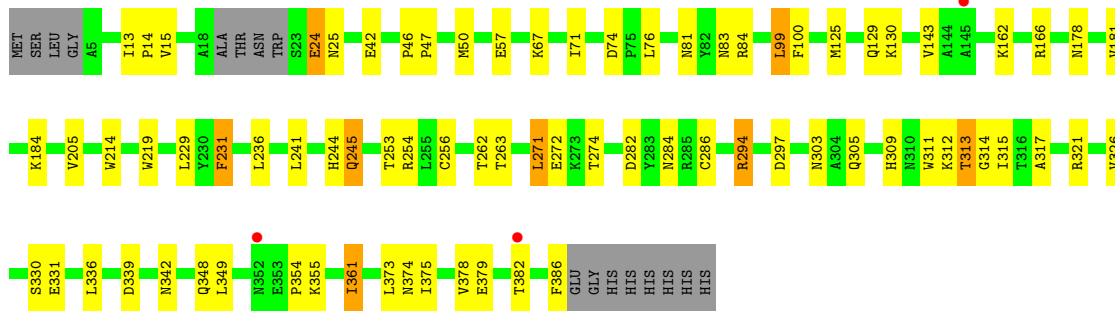 MET SER LEU GLY A5 I13 P14 V15 A18 ALA THR ASN TRP S23 E24 N25 E42 P46 P47 M50 E57 K67 I71 D74 P75 L76 N81 Y82 N83 R84 L99 F100 M125 Q129 K130 V143 A144 A145 K162 R166 N178
K184 V205 W214 W219 L229 Y230 F231 L236 L241 H244 Q245 T253 R254 L255 C256 T262 T263 L271 E272 K273 T274 D282 Y283 N284 R285 C286 R294 D297 N303 A304 Q305 H309 N310 W311 K312 T313 G314 I315 T316 A317 R321
S330 E331 L336 D339 N342 Q348 L349 N352 E353 P354 K355 I361 L373 N374 I375 V378 E379 T382 F386 GLU GLY HIS HIS HIS HIS HIS HIS